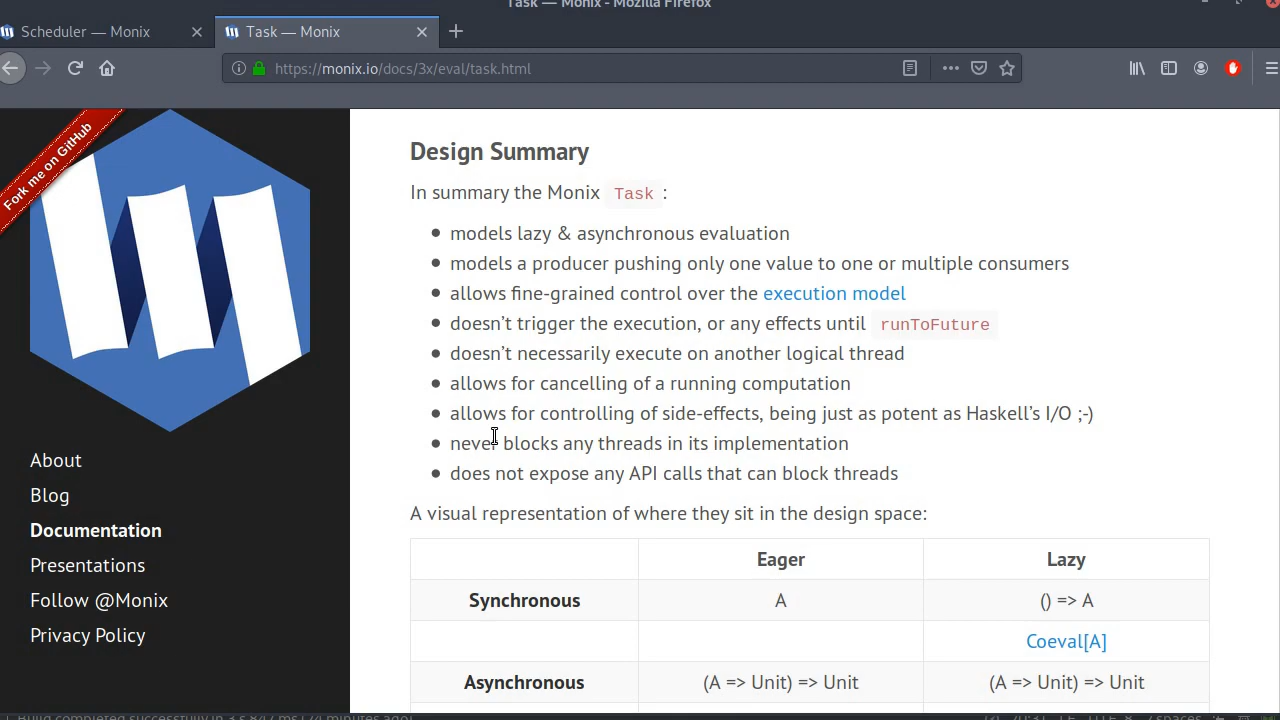 Task — Monix - Mozilla Firefox
Scheduler — Monix
Task — Monix
https://monix.io/docs/3x/eval/task.html
Fork me on GitHub
About
Blog
Documentation
Presentations
Follow @Monix
Privacy Policy
Design Summary
In summary the Monix Task :
models lazy & asynchronous evaluation
models a producer pushing only one value to one or multiple consumers
allows fine-grained control over the execution model
doesn’t trigger the execution, or any effects until runToFuture
doesn’t necessarily execute on another logical thread
allows for cancelling of a running computation
allows for controlling of side-effects, being just as potent as Haskell’s I/O ;-)
never blocks any threads in its implementation
does not expose any API calls that can block threads
A visual representation of where they sit in the design space:
Eager Lazy
Synchronous A () => A
Coeval[A]
Asynchronous (A => Unit) => Unit (A => Unit) => Unit